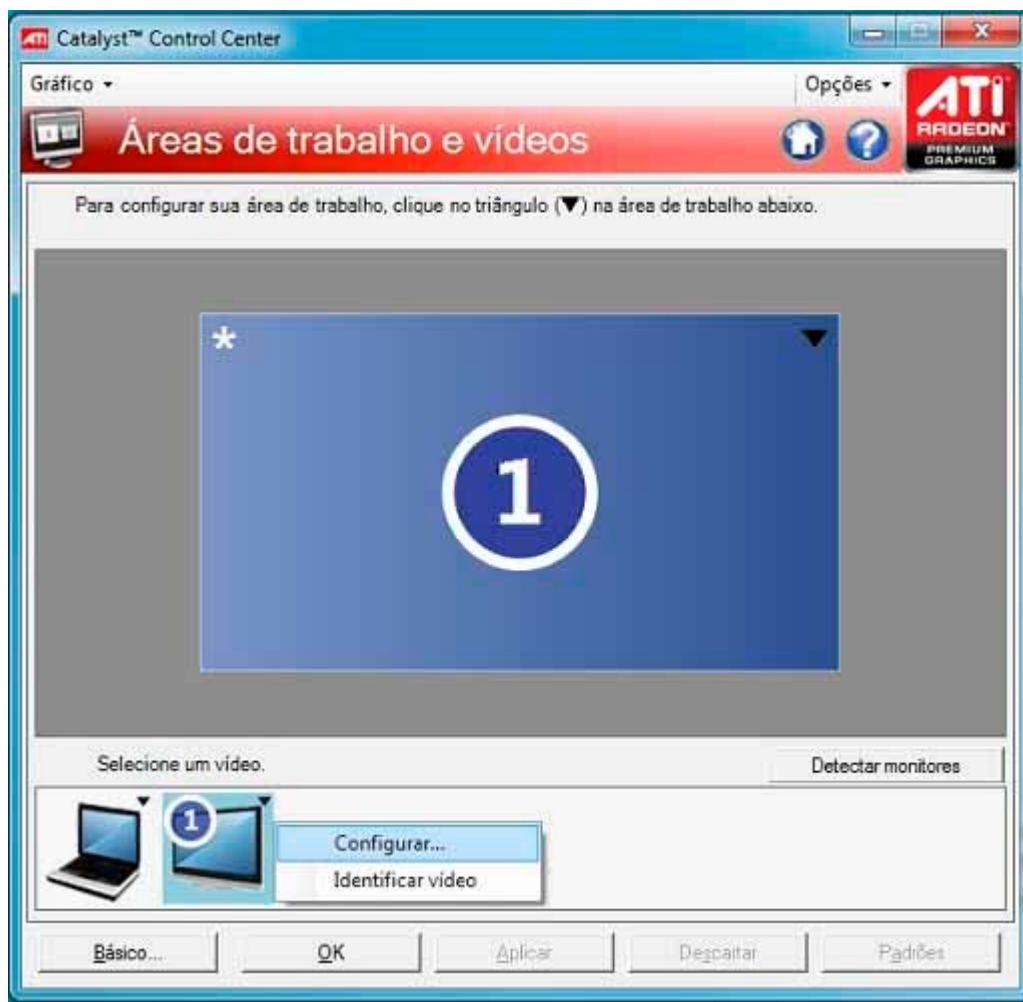 ATI Catalyst™ Control Center
Gráfico Opções
ATI
RADEON
PREMIUM
GRAPHICS
Áreas de trabalho e vídeos
Para configurar sua área de trabalho, clique no triângulo (▼) na área de trabalho abaixo.
*
1
Selecione um vídeo.
Detectar monitores
1
Configurar...
Identificar vídeo
Básico... OK Aplicar Descartar Padrões